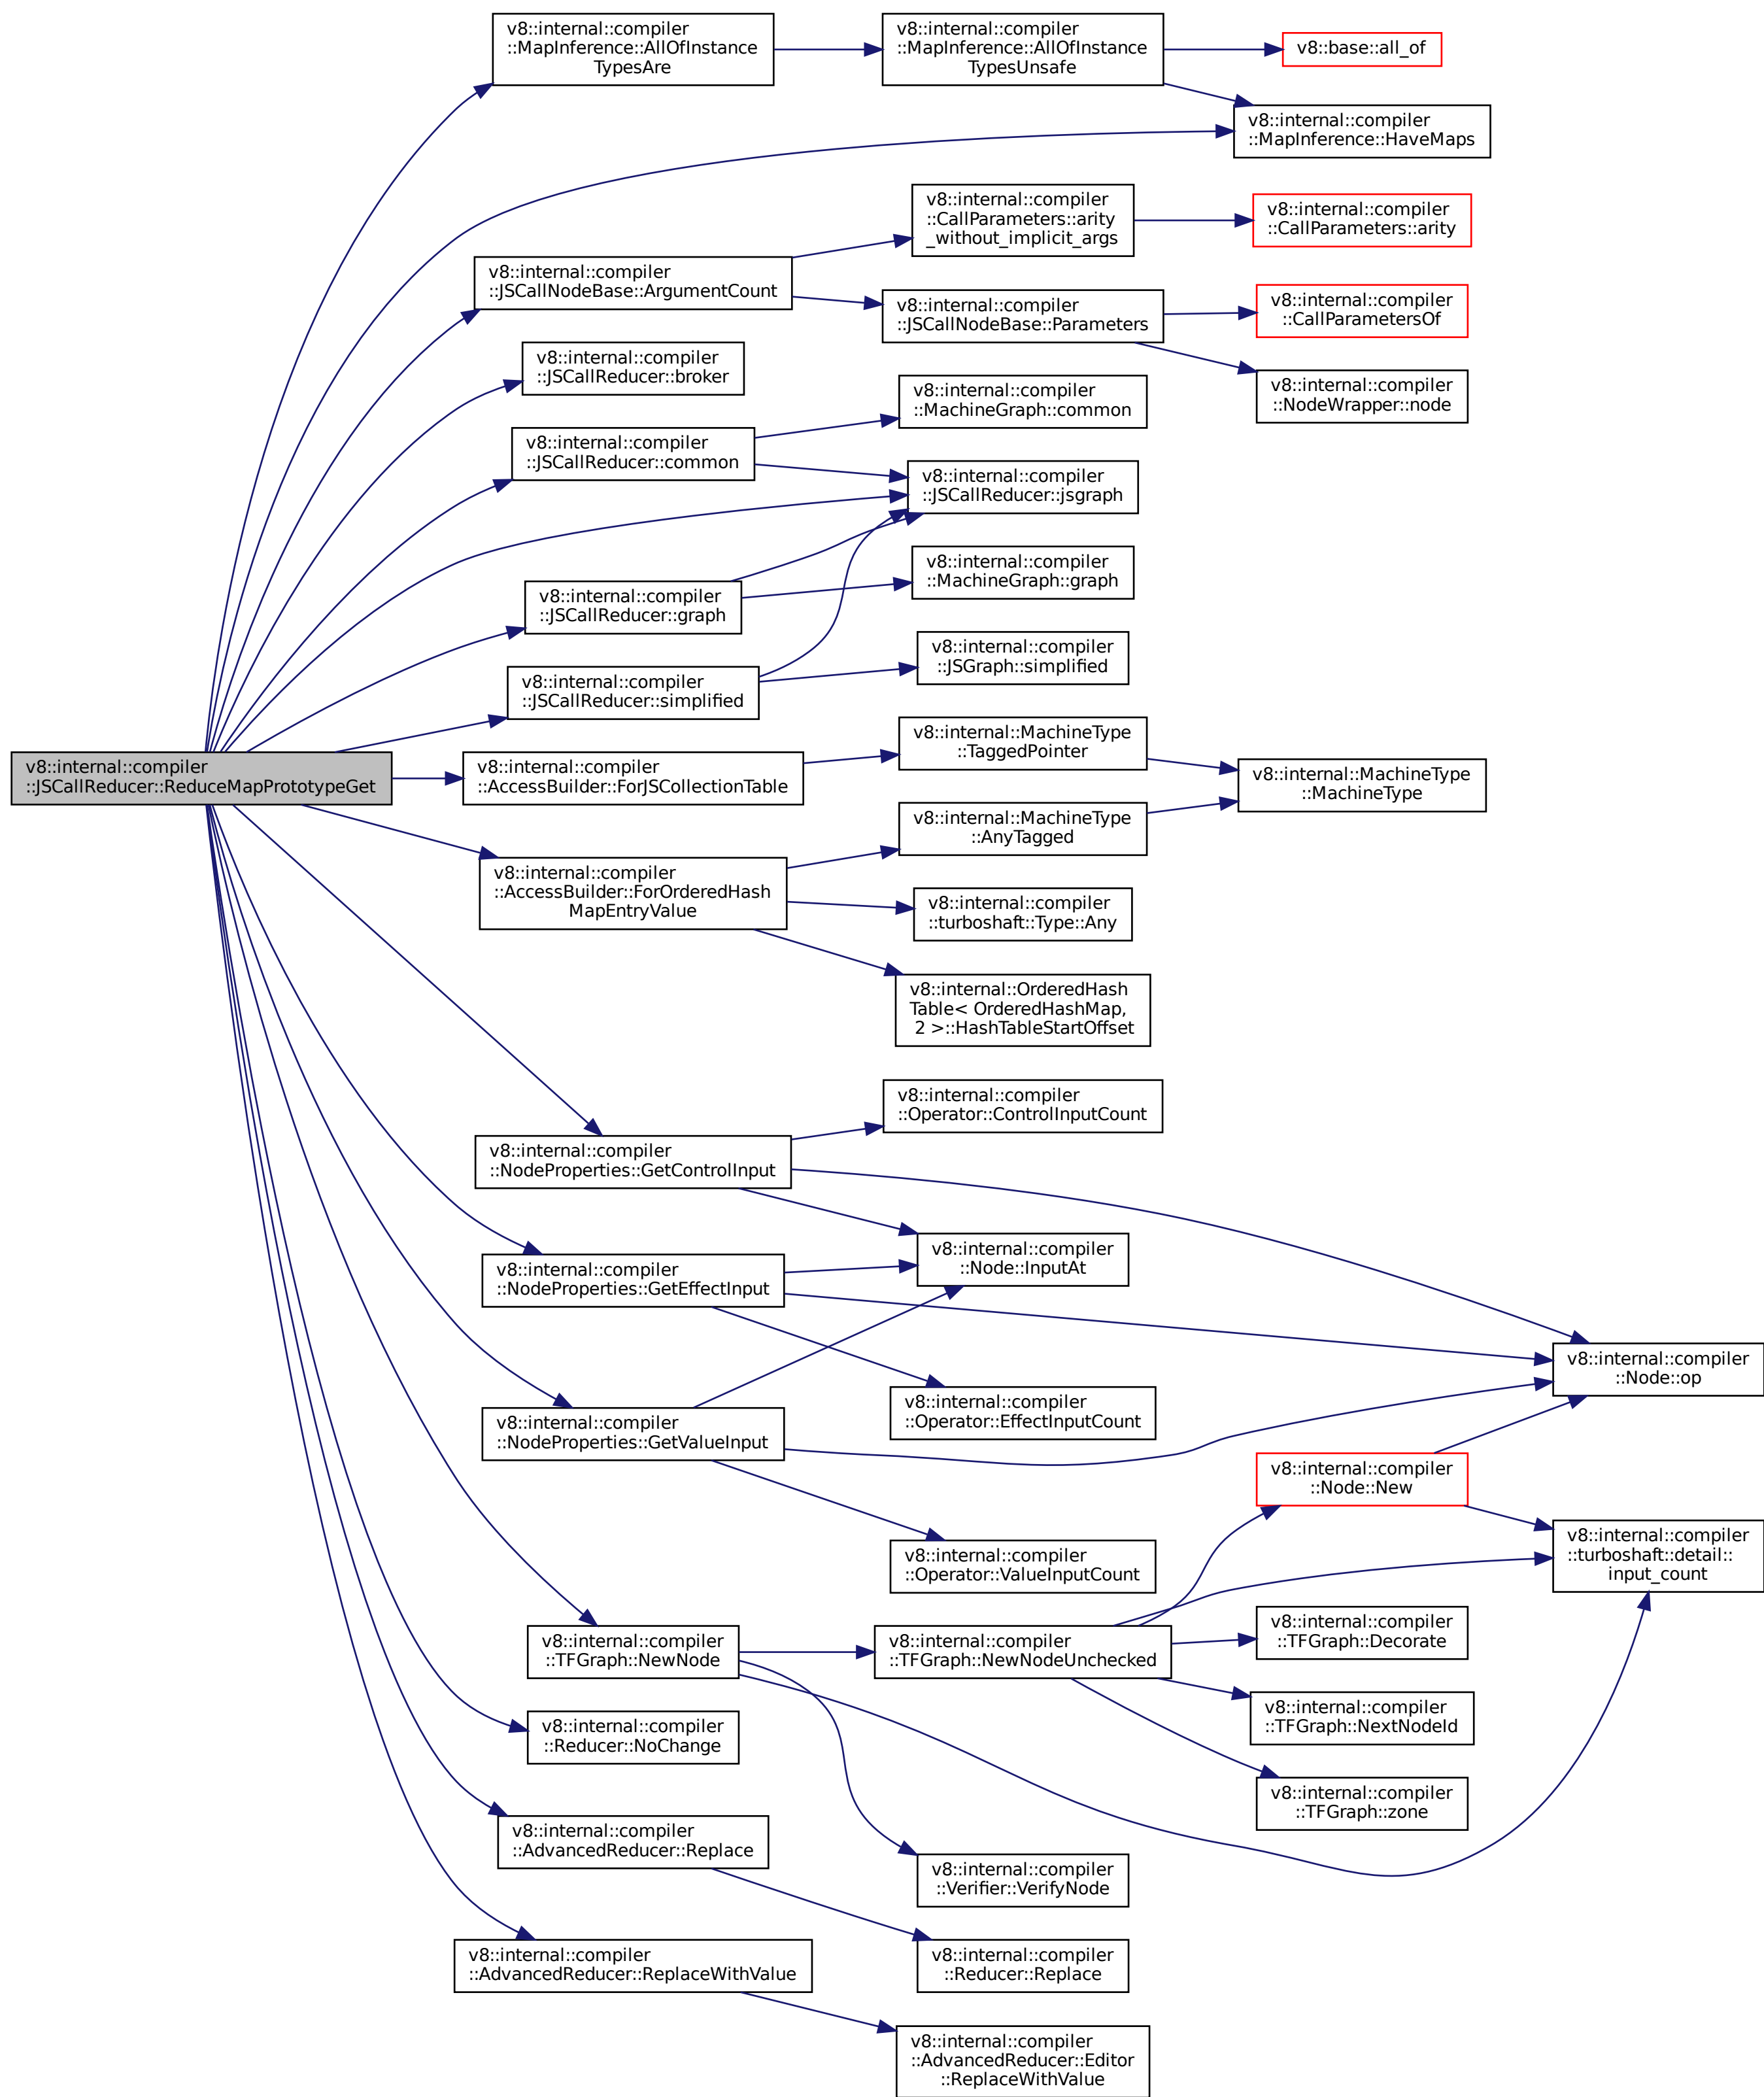 v8::internal::compiler
::MapInference::AllOfInstance
TypesAre
v8::internal::compiler
::MapInference::AllOfInstance
TypesUnsafe
v8::base::all_of
v8::internal::compiler
::MapInference::HaveMaps
v8::internal::compiler
::CallParameters::arity
_without_implicit_args
v8::internal::compiler
::CallParameters::arity
v8::internal::compiler
::JSCallNodeBase::ArgumentCount
v8::internal::compiler
::JSCallNodeBase::Parameters
v8::internal::compiler
::CallParametersOf
v8::internal::compiler
::JSCallReducer::broker
v8::internal::compiler
::NodeWrapper::node
v8::internal::compiler
::MachineGraph::common
v8::internal::compiler
::JSCallReducer::common
v8::internal::compiler
::JSCallReducer::jsgraph
v8::internal::compiler
::MachineGraph::graph
v8::internal::compiler
::JSCallReducer::graph
v8::internal::compiler
::JSGraph::simplified
v8::internal::compiler
::JSCallReducer::simplified
v8::internal::MachineType
::TaggedPointer
v8::internal::compiler
::JSCallReducer::ReduceMapPrototypeGet
v8::internal::compiler
::AccessBuilder::ForJSCollectionTable
v8::internal::MachineType
::MachineType
v8::internal::MachineType
::AnyTagged
v8::internal::compiler
::AccessBuilder::ForOrderedHash
MapEntryValue
v8::internal::compiler
::turboshaft::Type::Any
v8::internal::OrderedHash
Table< OrderedHashMap,
2 >::HashTableStartOffset
v8::internal::compiler
::Operator::ControlInputCount
v8::internal::compiler
::NodeProperties::GetControlInput
v8::internal::compiler
::Node::InputAt
v8::internal::compiler
::NodeProperties::GetEffectInput
v8::internal::compiler
::Node::op
v8::internal::compiler
::Operator::EffectInputCount
v8::internal::compiler
::NodeProperties::GetValueInput
v8::internal::compiler
::Node::New
v8::internal::compiler
::turboshaft::detail::
input_count
v8::internal::compiler
::Operator::ValueInputCount
v8::internal::compiler
::TFGraph::Decorate
v8::internal::compiler
::TFGraph::NewNode
v8::internal::compiler
::TFGraph::NewNodeUnchecked
v8::internal::compiler
::TFGraph::NextNodeId
v8::internal::compiler
::Reducer::NoChange
v8::internal::compiler
::TFGraph::zone
v8::internal::compiler
::AdvancedReducer::Replace
v8::internal::compiler
::Verifier::VerifyNode
v8::internal::compiler
::AdvancedReducer::ReplaceWithValue
v8::internal::compiler
::Reducer::Replace
v8::internal::compiler
::AdvancedReducer::Editor
::ReplaceWithValue